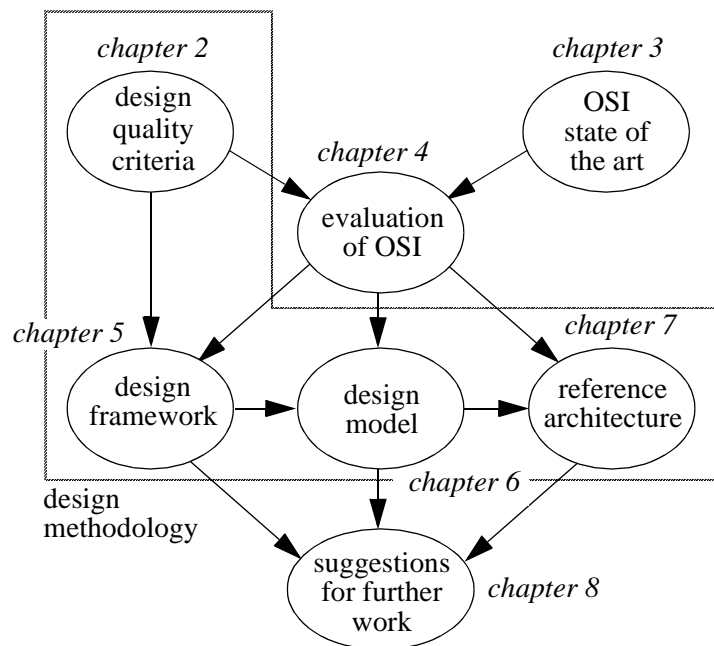 chapter 2
chapter 3
design
quality
criteria
OSI
state of
the art
chapter 4
evaluation
of OSI
chapter 5
chapter 7
design
framework
design
model
reference
architecture
chapter 6
design
methodology
suggestions
for further
work
chapter 8